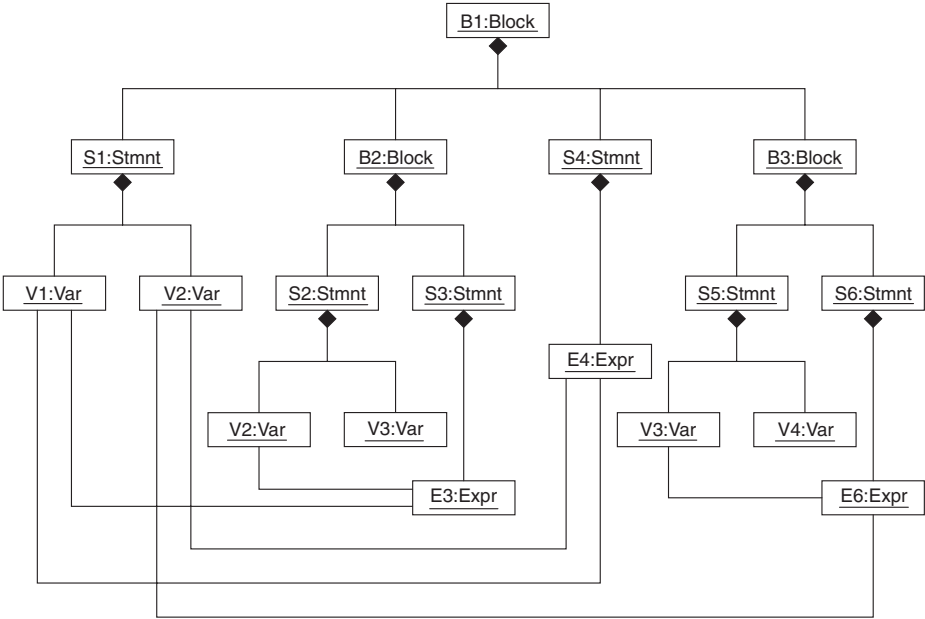 B1:Block
S1:Stmnt
B2:Block
S4:Stmnt
B3:Block
V1:Var
V2:Var
S2:Stmnt
S3:Stmnt
S5:Stmnt
S6:Stmnt
E4:Expr
V2:Var
V3:Var
V3:Var
V4:Var
E3:Expr
E6:Expr